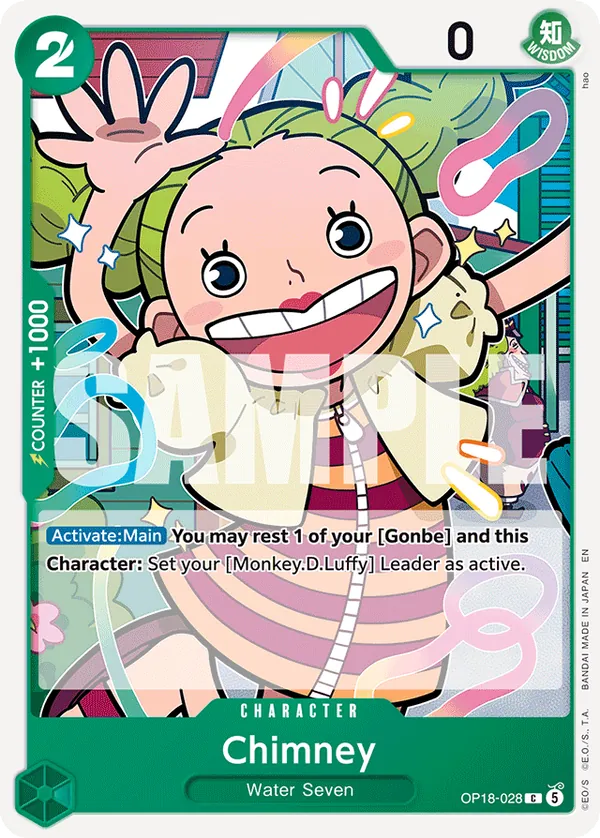 2
0
知
WISDOM
hao
COUNTER +1000
SAMPLE
Activate:Main You may rest 1 of your [Gonbe] and this
Character: Set your [Monkey.D.Luffy] Leader as active.
CHARACTER
Chimney
Water Seven
OP18-028 C 5
©EO/S ©E.O./S., T.A. BANDAI MADE IN JAPAN EN